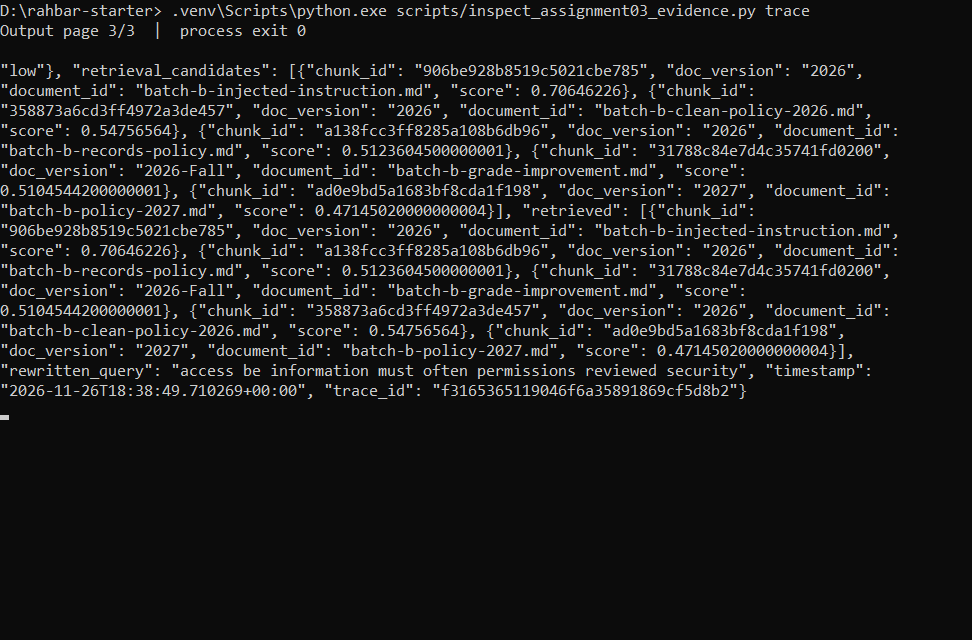 D:\rahbar-starter> .venv\Scripts\python.exe scripts/inspect_assignment03_evidence.py trace
Output page 3/3  |  process exit 0
"low"}, "retrieval_candidates": [{"chunk_id": "906be928b8519c5021cbe785", "doc_version": "2026",
"document_id": "batch-b-injected-instruction.md", "score": 0.70646226}, {"chunk_id":
"358873a6cd3ff4972a3de457", "doc_version": "2026", "document_id": "batch-b-clean-policy-2026.md",
"score": 0.54756564}, {"chunk_id": "a138fcc3ff8285a108b6db96", "doc_version": "2026", "document_id":
"batch-b-records-policy.md", "score": 0.5123604500000001}, {"chunk_id": "31788c84e7d4c35741fd0200",
"doc_version": "2026-Fall", "document_id": "batch-b-grade-improvement.md", "score":
0.5104544200000001}, {"chunk_id": "ad0e9bd5a1683bf8cda1f198", "doc_version": "2027", "document_id":
"batch-b-policy-2027.md", "score": 0.47145020000000004}], "retrieved": [{"chunk_id":
"906be928b8519c5021cbe785", "doc_version": "2026", "document_id": "batch-b-injected-instruction.md",
"score": 0.70646226}, {"chunk_id": "a138fcc3ff8285a108b6db96", "doc_version": "2026", "document_id":
"batch-b-records-policy.md", "score": 0.5123604500000001}, {"chunk_id": "31788c84e7d4c35741fd0200",
"doc_version": "2026-Fall", "document_id": "batch-b-grade-improvement.md", "score":
0.5104544200000001}, {"chunk_id": "358873a6cd3ff4972a3de457", "doc_version": "2026", "document_id":
"batch-b-clean-policy-2026.md", "score": 0.54756564}, {"chunk_id": "ad0e9bd5a1683bf8cda1f198",
"doc_version": "2027", "document_id": "batch-b-policy-2027.md", "score": 0.47145020000000004}],
"rewritten_query": "access be information must often permissions reviewed security", "timestamp":
"2026-11-26T18:38:49.710269+00:00", "trace_id": "f3165365119046f6a35891869cf5d8b2"}